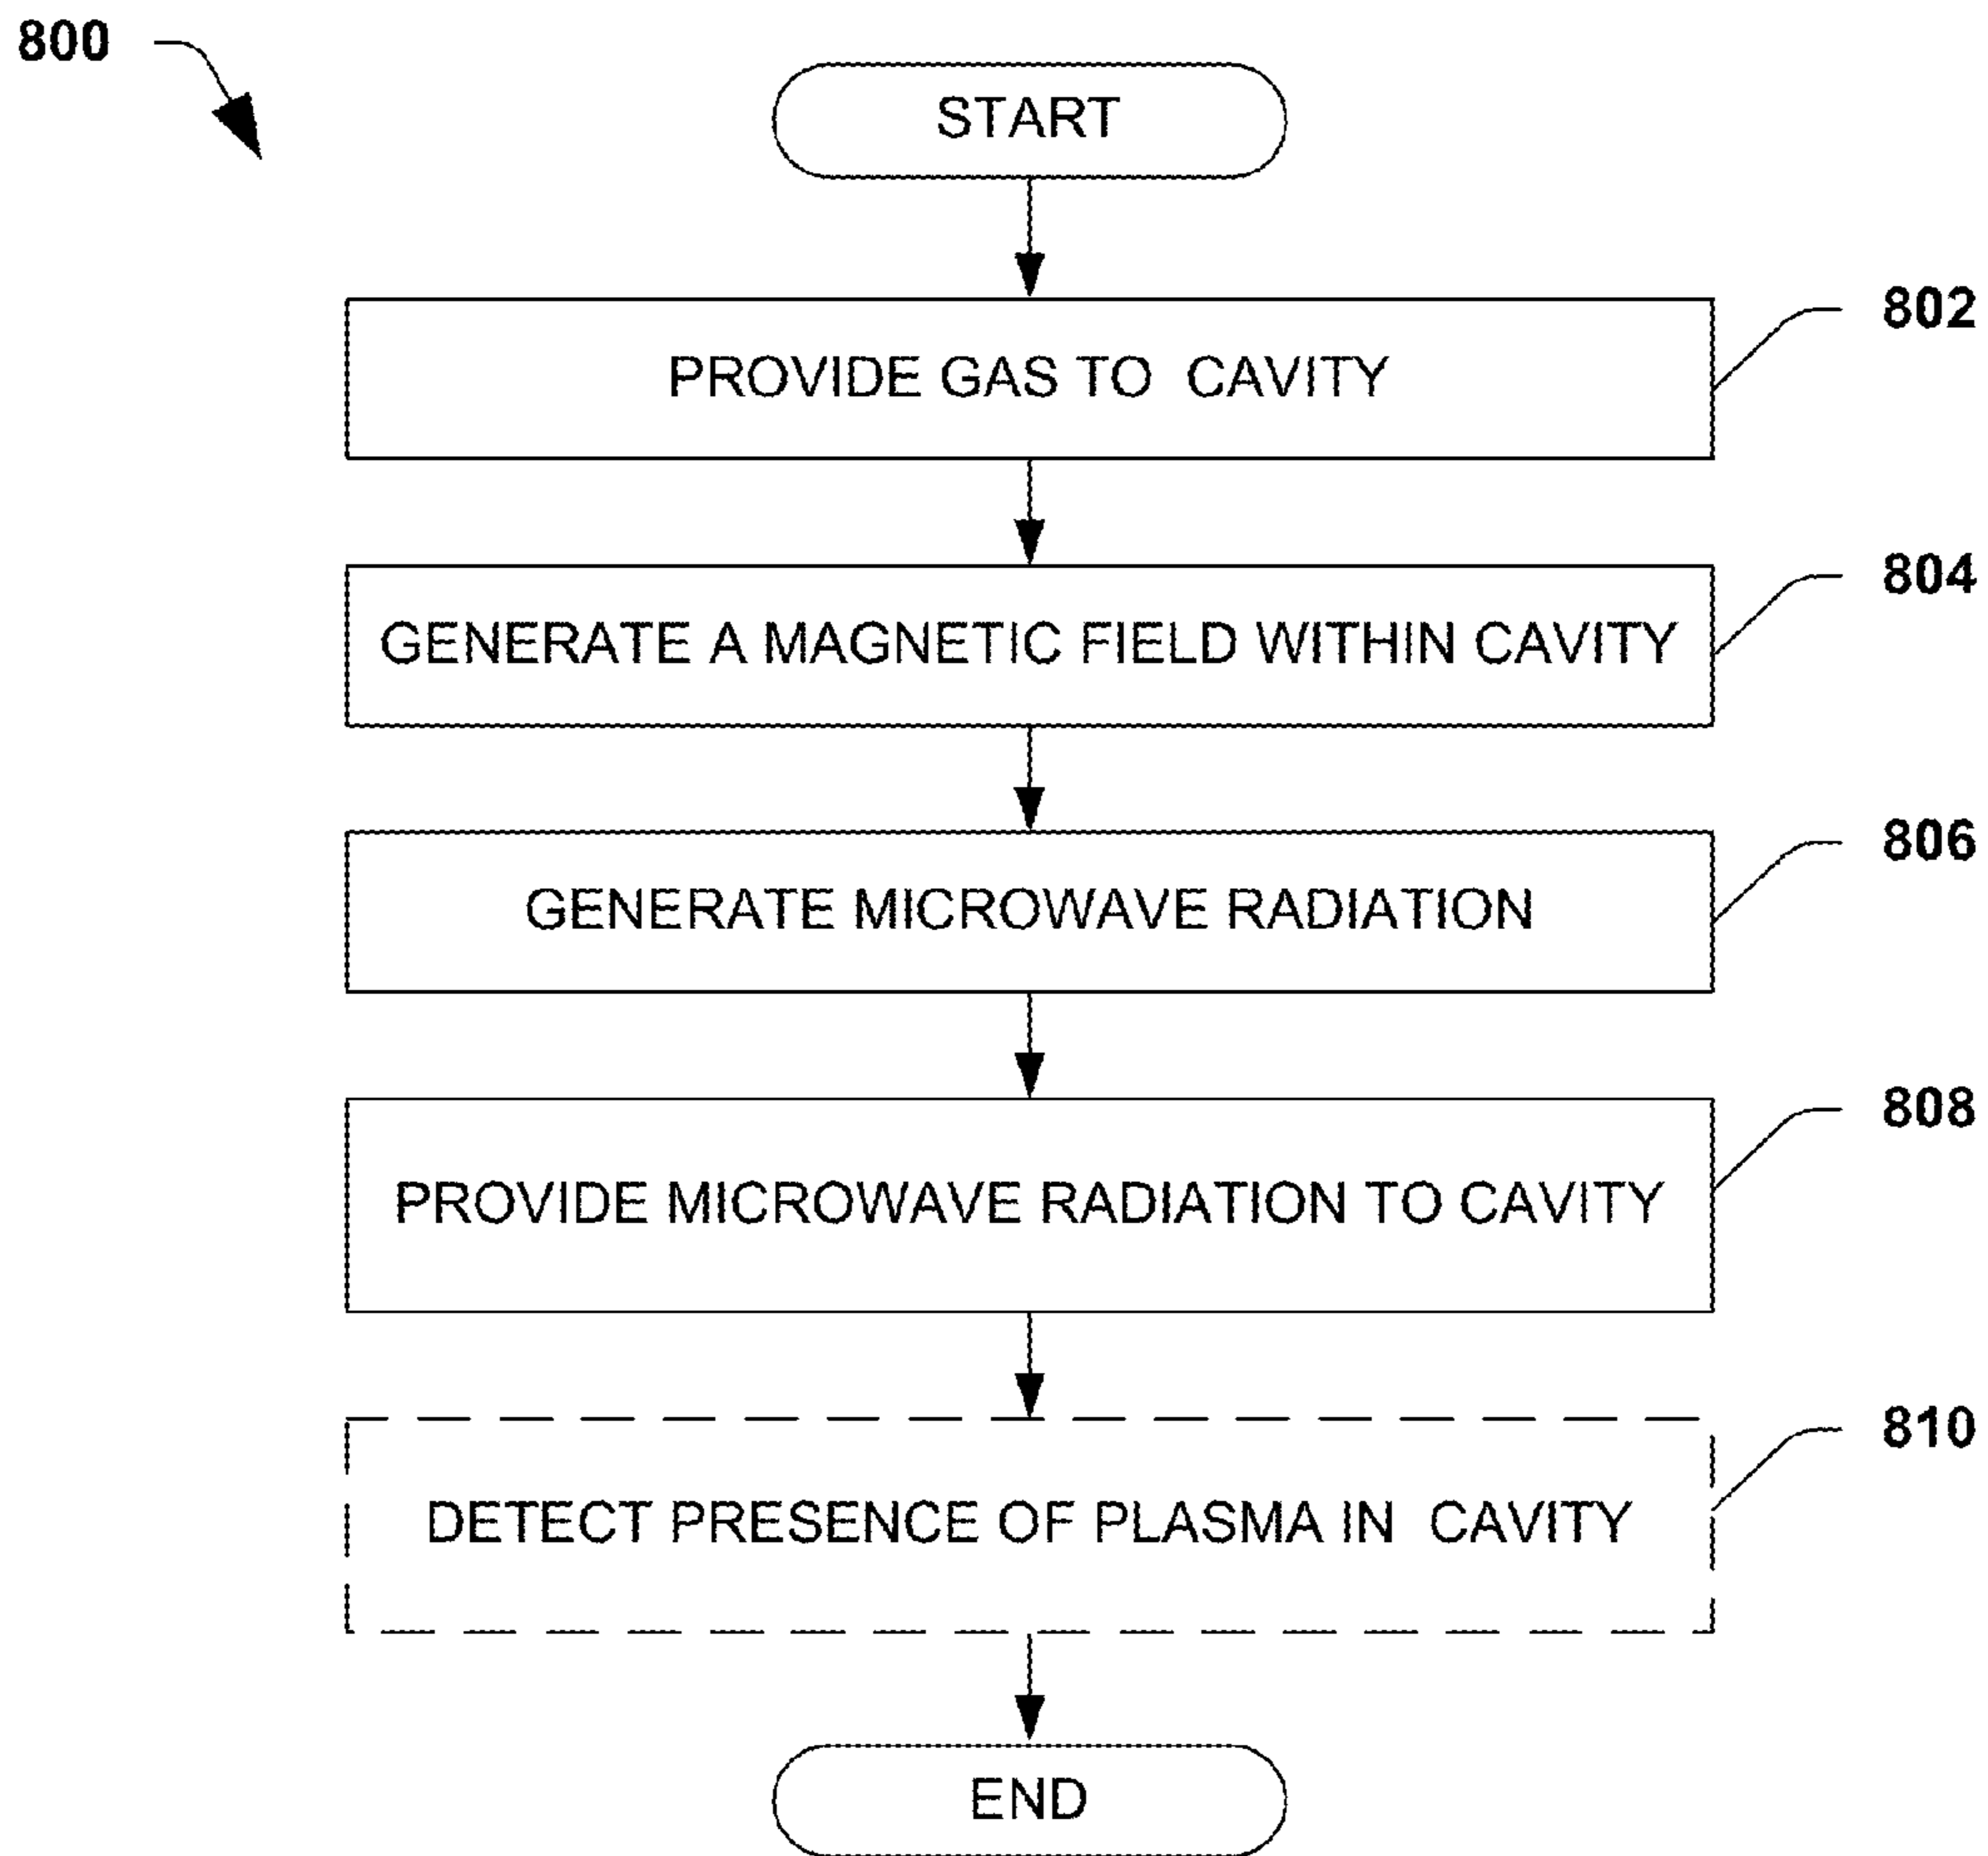 800
START
PROVIDE GAS TO CAVITY
802
GENERATE A MAGNETIC FIELD WITHIN CAVITY
804
GENERATE MICROWAVE RADIATION
806
PROVIDE MICROWAVE RADIATION TO CAVITY
808
DETECT PRESENCE OF PLASMA IN CAVITY
810
END